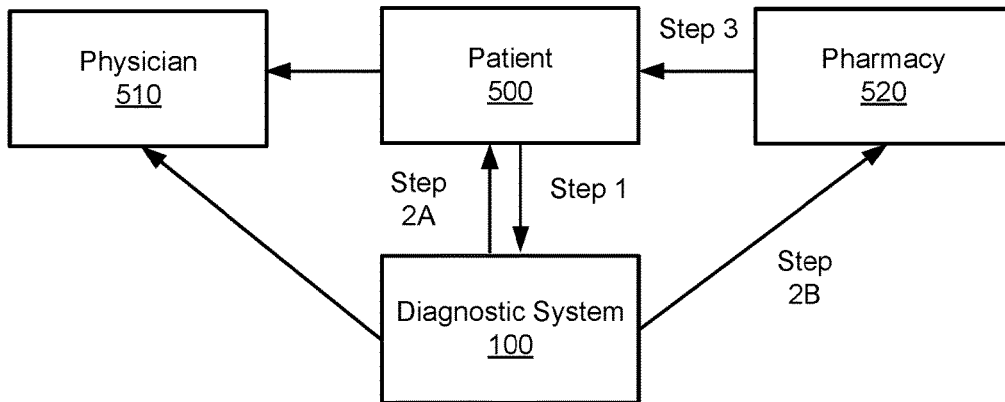 Physician
510
Patient
500
Step 3
Pharmacy
520
Step
2A
Step 1
Step
2B
Diagnostic System
100